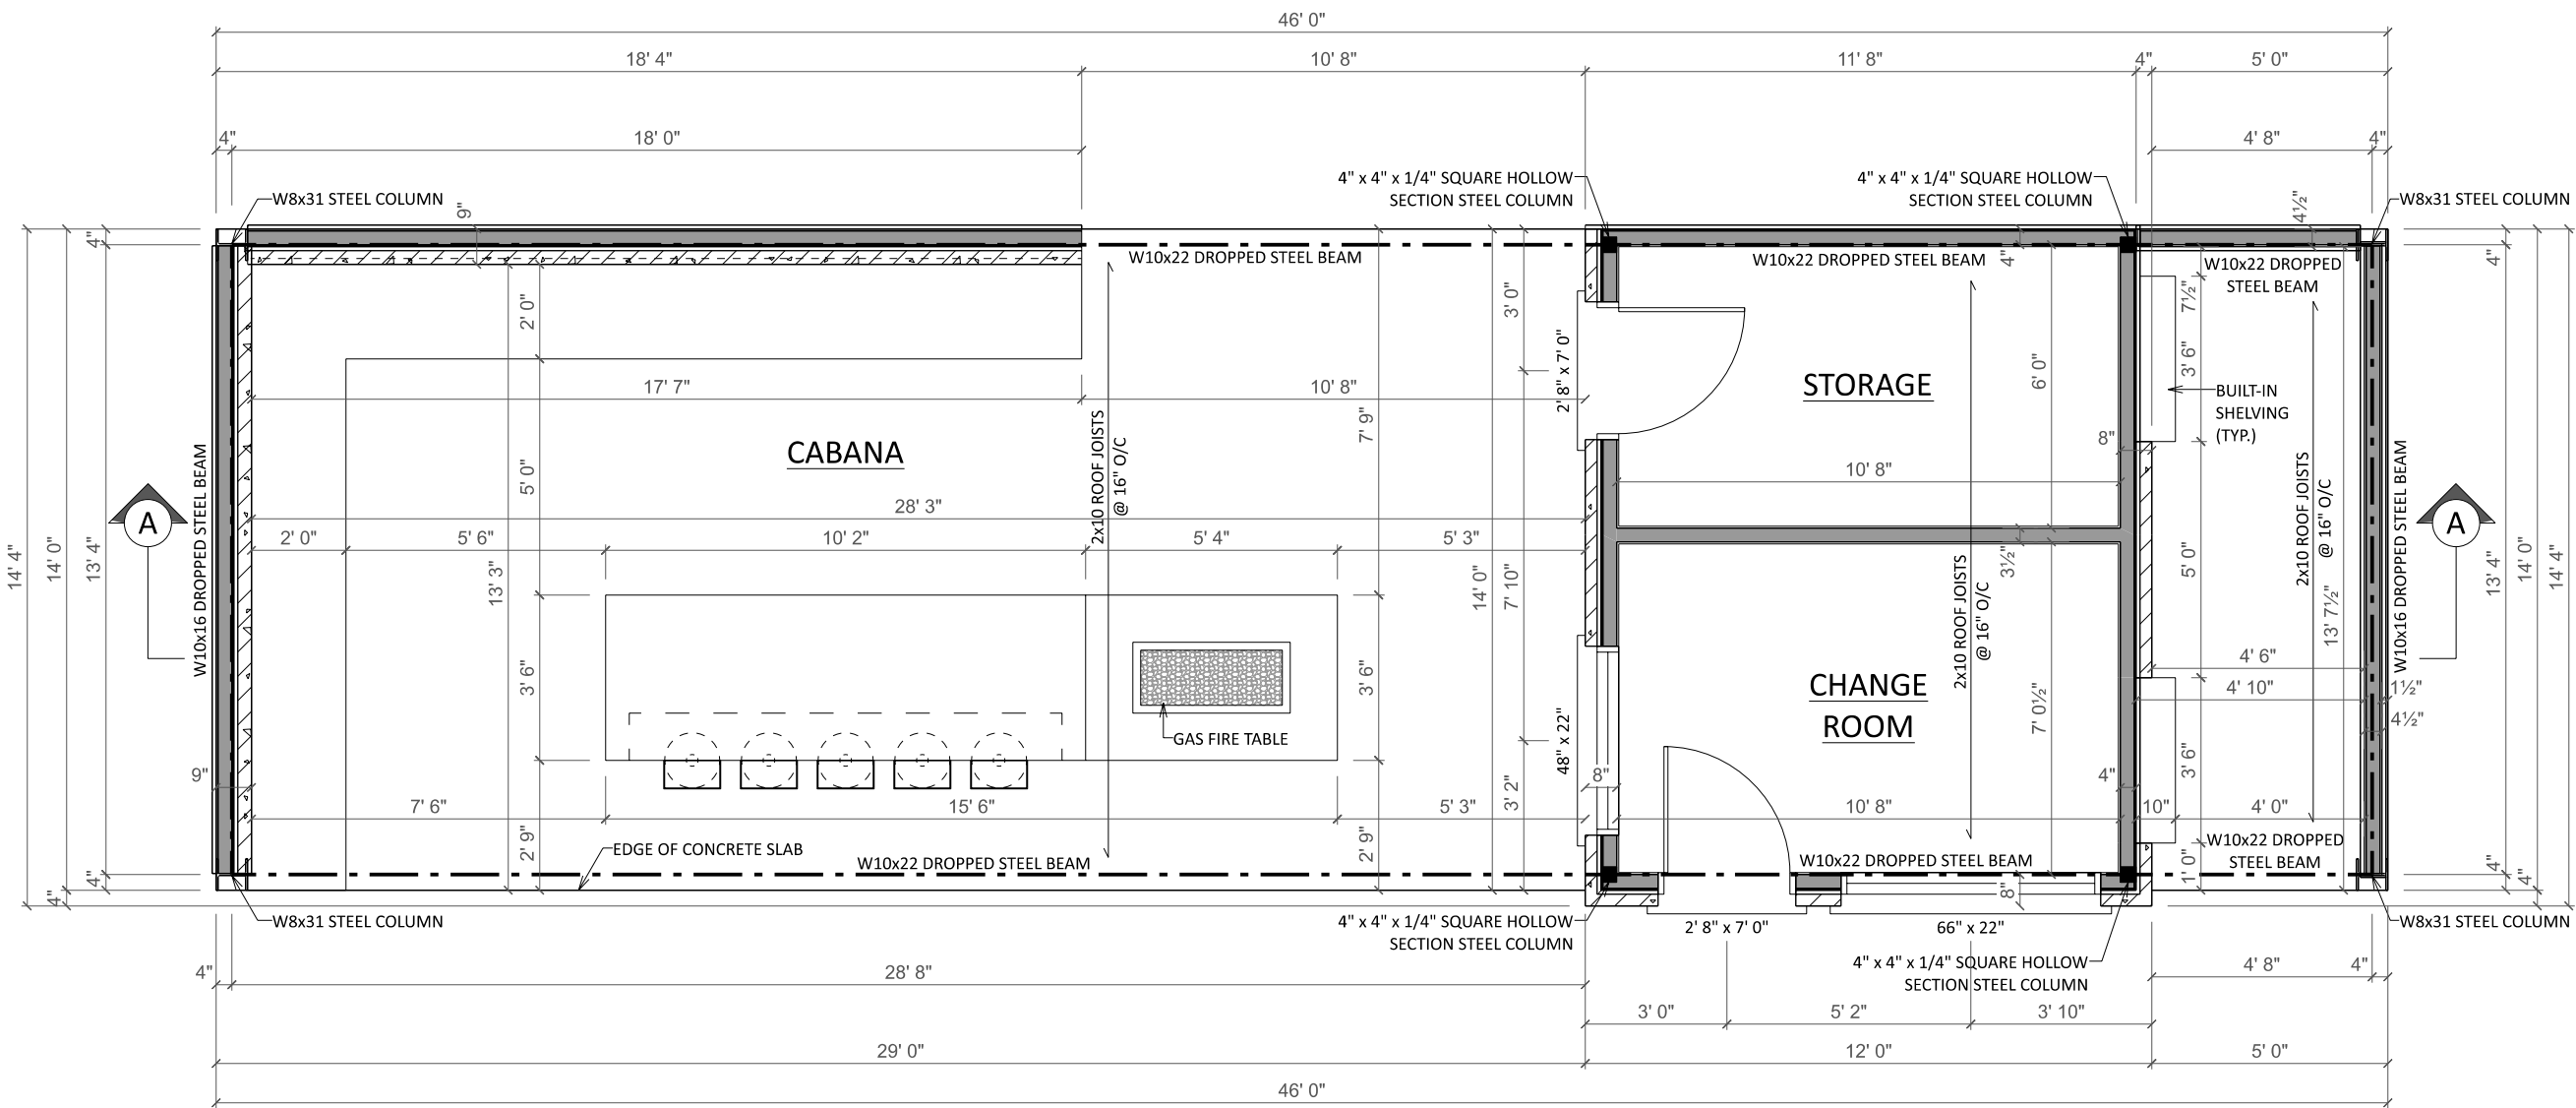 46' 0"
18' 4"
10' 8"
11' 8"
4"
5' 0"
4"
18' 0"
4' 8"
4"
4" x 4" x 1/4" SQUARE HOLLOW
SECTION STEEL COLUMN
4" x 4" x 1/4" SQUARE HOLLOW
SECTION STEEL COLUMN
W8x31 STEEL COLUMN
9"
4½"
W8x31 STEEL COLUMN
4"
W10x22 DROPPED STEEL BEAM
W10x22 DROPPED STEEL BEAM
4"
W10x22 DROPPED
STEEL BEAM
4"
2' 0"
3' 0"
7½"
2' 8" x 7' 0"
6' 0"
3' 6"
STORAGE
17' 7"
10' 8"
BUILT-IN
SHELVING
(TYP.)
CABANA
7' 9"
8"
5' 0"
10' 8"
2x10 ROOF JOISTS
@ 16" O/C
28' 3"
A
A
W10x16 DROPPED STEEL BEAM
W10x16 DROPPED STEEL BEAM
2' 0"
5' 6"
10' 2"
5' 4"
5' 3"
14' 4"
14' 0"
13' 4"
13' 3"
14' 0"
7' 10"
3½"
2x10 ROOF JOISTS
@ 16" O/C
5' 0"
2x10 ROOF JOISTS
@ 16" O/C
13' 7½"
13' 4"
14' 0"
14' 4"
3' 6"
3' 6"
4' 6"
CHANGE
ROOM
7' 0½"
4' 10"
1½"
4½"
GAS FIRE TABLE
48" x 22"
3' 6"
9"
8"
4"
7' 6"
15' 6"
5' 3"
3' 2"
10' 8"
10"
4' 0"
2' 9"
EDGE OF CONCRETE SLAB
W10x22 DROPPED STEEL BEAM
2' 9"
W10x22 DROPPED STEEL BEAM
W10x22 DROPPED
STEEL BEAM
4"
4"
8"
1' 0"
4"
4"
W8x31 STEEL COLUMN
4" x 4" x 1/4" SQUARE HOLLOW
SECTION STEEL COLUMN
2' 8" x 7' 0"
66" x 22"
W8x31 STEEL COLUMN
4"
28' 8"
4" x 4" x 1/4" SQUARE HOLLOW
SECTION STEEL COLUMN
4' 8"
4"
3' 0"
5' 2"
3' 10"
29' 0"
12' 0"
5' 0"
46' 0"